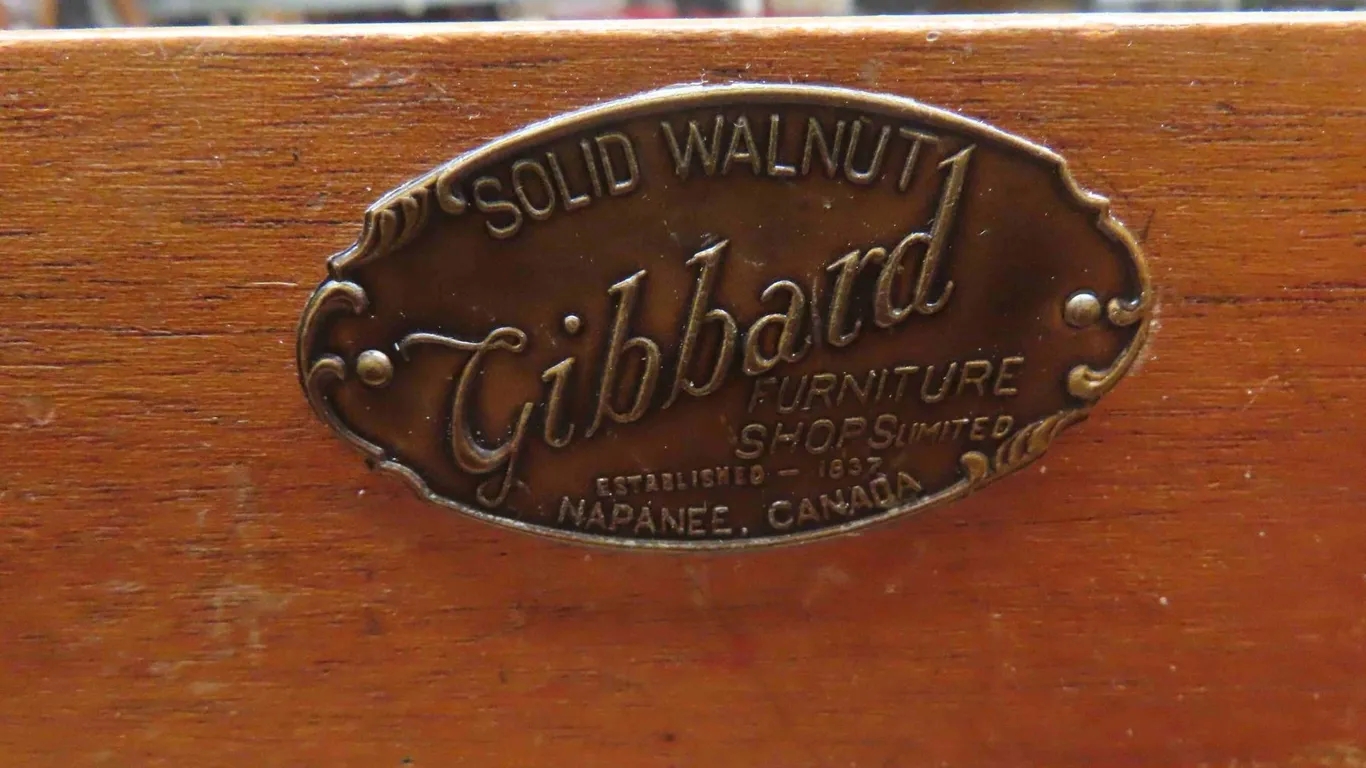 SOLID WALNUT
Gibbard
FURNITURE
SHOPS LIMITED
ESTABLISHED - 1837
NAPANEE, CANADA